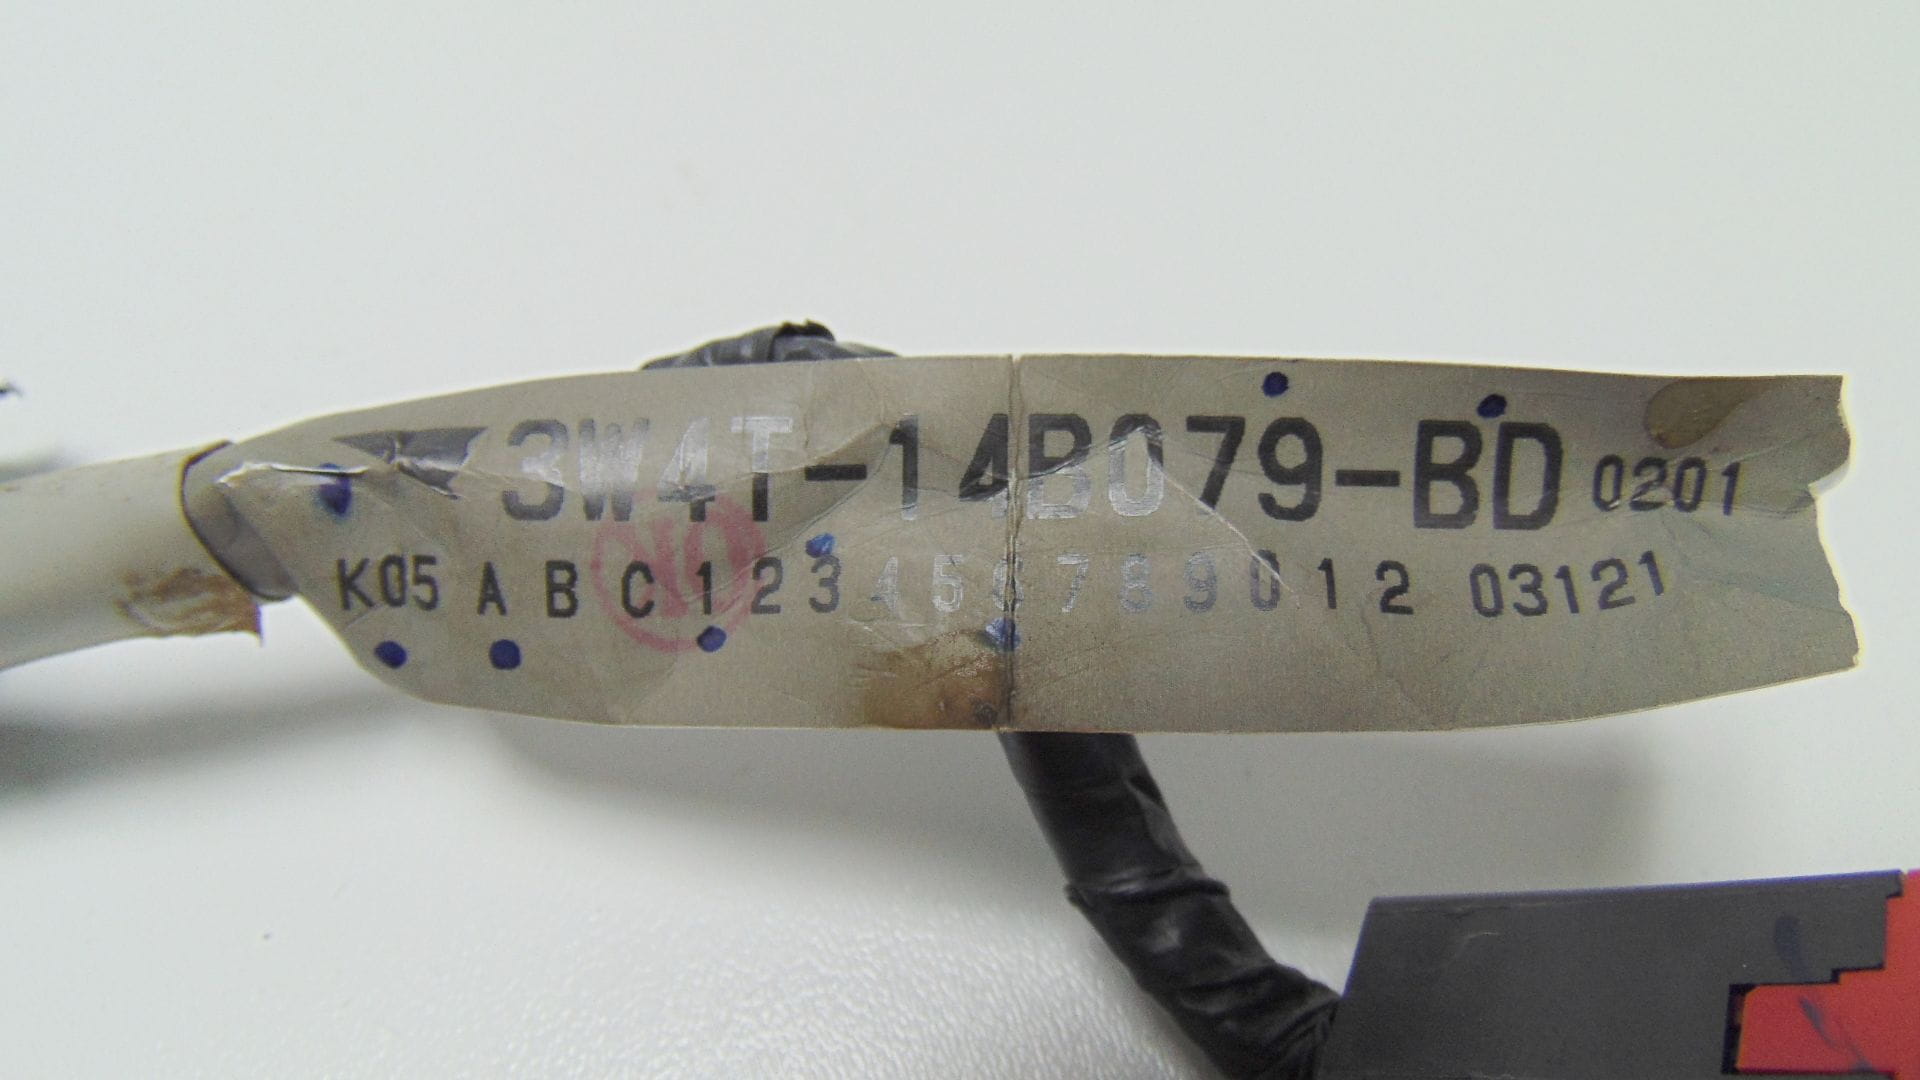 3W4T-14B079-BD 0201
K05 A B C 1 2 3 4 5 6 7 8 9 0 1 2 03121